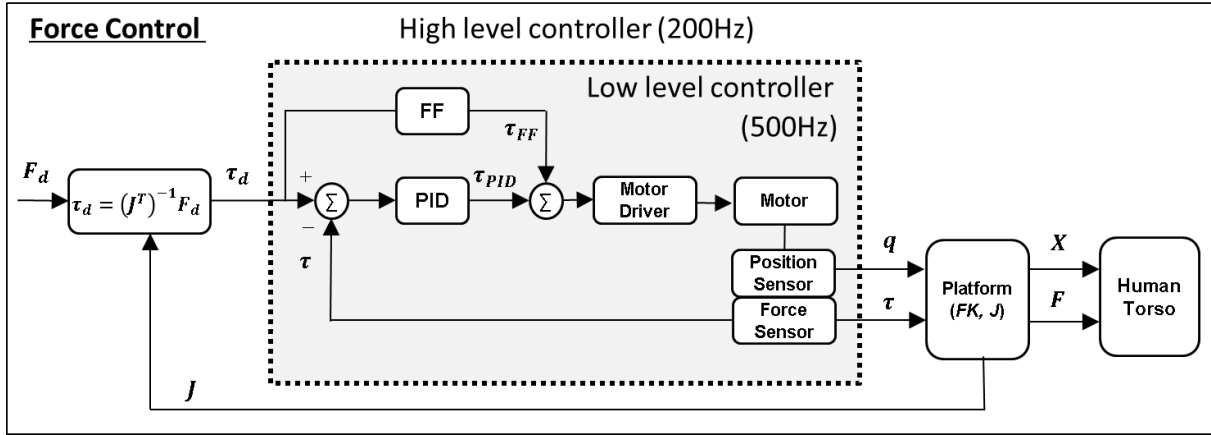 Force Control
High level controller (200Hz)
Low level controller
(500Hz)
FF
τ_FF
F_d
τ_d
τ_d = (J^T)^{-1} F_d
+
Σ
−
τ
PID
τ_PID
Σ
Motor
Driver
Motor
Position
Sensor
Force
Sensor
q
τ
Platform
(FK, J)
X
F
Human
Torso
J